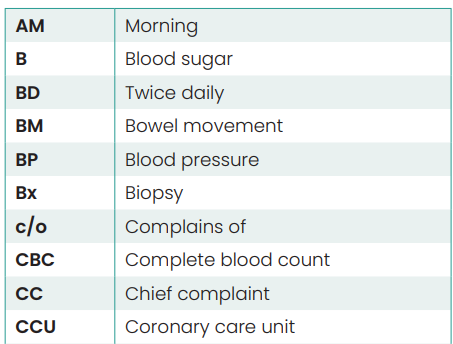 AM Morning
B Blood sugar
BD Twice daily
BM Bowel movement
BP Blood pressure
Bx Biopsy
c/o Complains of
CBC Complete blood count
CC Chief complaint
CCU Coronary care unit